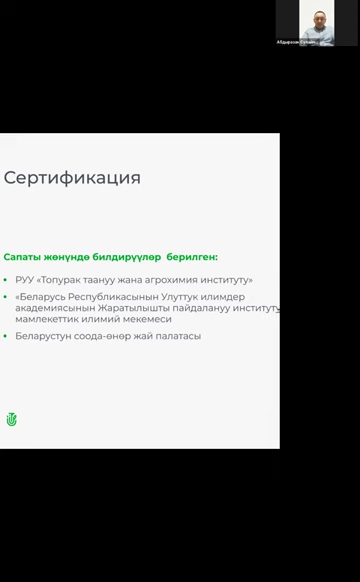 Сертификация
Сапаты жөнүндө билдирүүлөр берилген:
РУУ «Топурак таануу жана агрохимия институту»
«Беларусь Республикасынын Улуттук илимдер
академиясынын Жаратылышты пайдалануу институту
мамлекеттик илимий мекемеси
Беларустун соода-өнөр жай палатасы